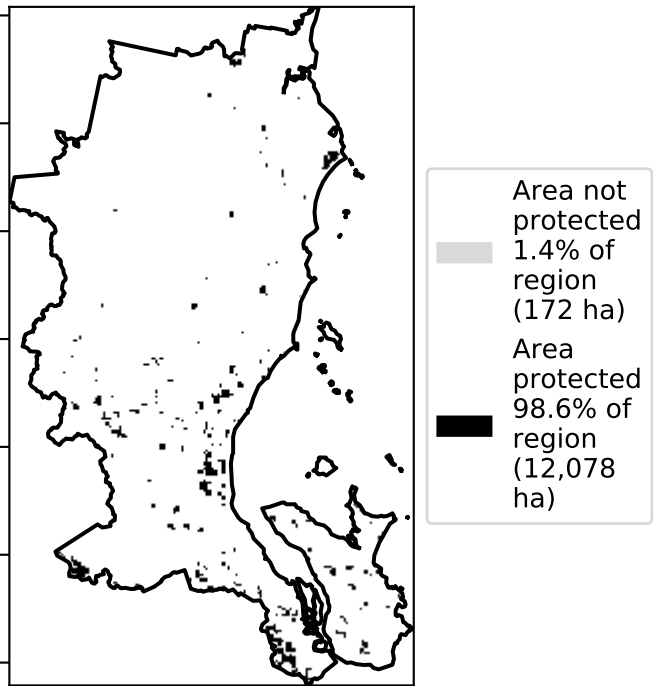 Area not
protected
1.4% of
region
(172 ha)
Area
protected
98.6% of
region
(12,078
ha)